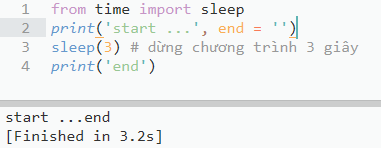 1 from time import sleep
2 print('start ...', end = '')
3 sleep(3) # dừng chương trình 3 giây
4 print('end')
start ...end
[Finished in 3.2s]